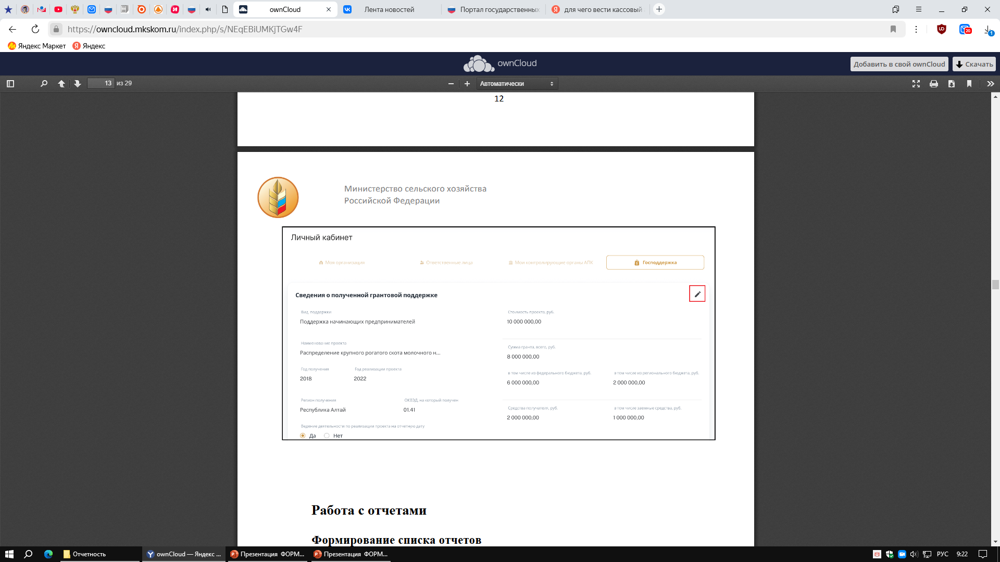 ownCloud
Лента новостей
Портал государственных
для чего вести кассовый
https://owncloud.mkskom.ru/index.php/s/NEqEBiUMKjTGw4F
20
1
Яндекс Маркет
Яндекс
ownCloud
Добавить в свой ownCloud
Скачать
13 из 29
Автоматически
12
Министерство сельского хозяйства
Российской Федерации
Личный кабинет
Моя организация
Ответственные лица
Мои контролирующие органы АПК
Господдержка
Сведения о полученной грантовой поддержке
Вид поддержки
Поддержка начинающих предпринимателей
Стоимость проекта, руб.
10 000 000,00
Наименование проекта
Распределение крупного рогатого скота молочного н...
Сумма гранта, всего, руб.
8 000 000,00
Год получения
Год реализации проекта
2018
2022
в том числе из федерального бюджета, руб.
в том числе из регионального бюджета, руб.
6 000 000,00
2 000 000,00
Регион получения
ОКВЭД, на который получен
Республика Алтай
01.41
Средства получателя, руб.
в том числе заемные средства, руб.
2 000 000,00
1 000 000,00
Ведение деятельности по реализации проекта на отчетную дату
Да
Нет
Работа с отчетами
Формирование списка отчетов
Отчетность
ownCloud — Яндекс ...
Презентация ФОРМ...
Презентация ФОРМ...
РУС
9:22